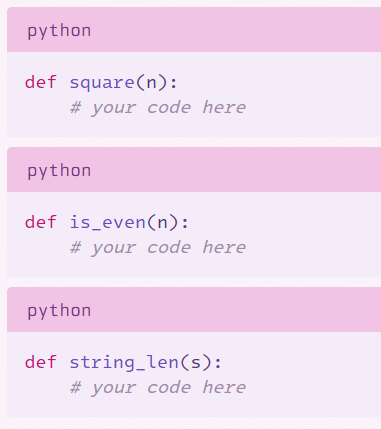 python
def square(n):
    # your code here
python
def is_even(n):
    # your code here
python
def string_len(s):
    # your code here